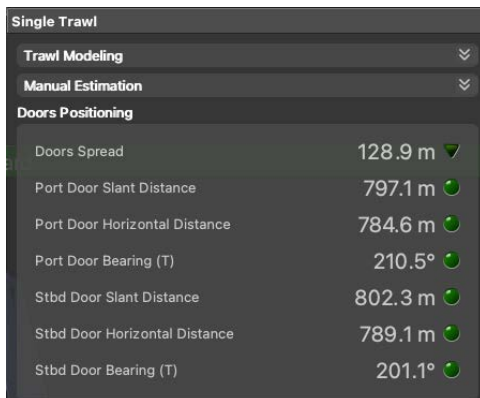 Single Trawl
Trawl Modeling
Manual Estimation
Doors Positioning
Doors Spread 128.9 m
Port Door Slant Distance 797.1 m
Port Door Horizontal Distance 784.6 m
Port Door Bearing (T) 210.5°
Stbd Door Slant Distance 802.3 m
Stbd Door Horizontal Distance 789.1 m
Stbd Door Bearing (T) 201.1°